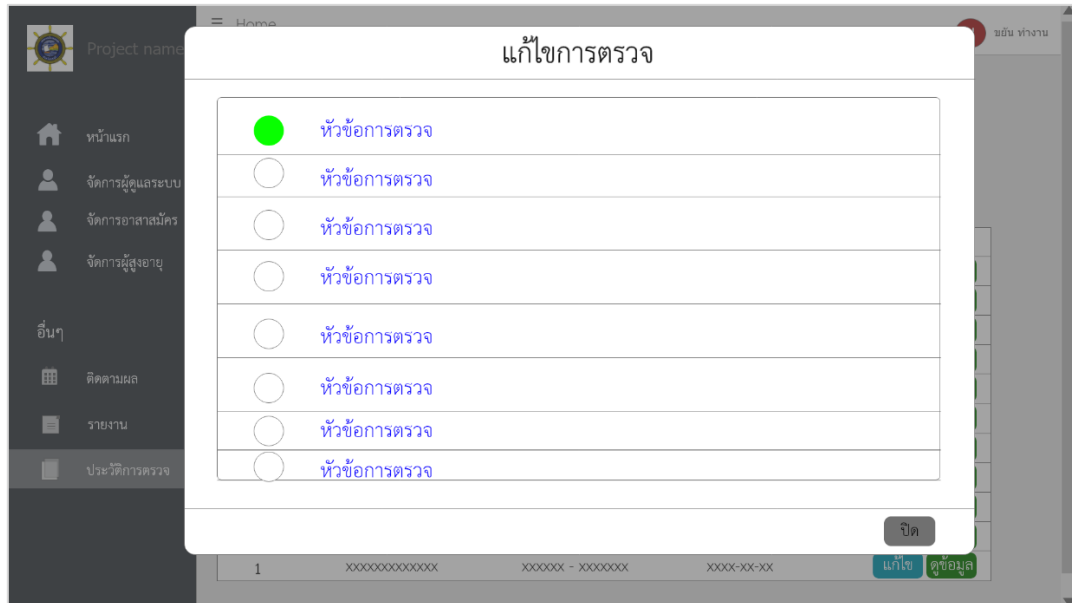 Home
Project name
ขยัน ทำงาน
แก้ไขการตรวจ
หน้าแรก
จัดการผู้ดูแลระบบ
จัดการอาสาสมัคร
จัดการผู้สูงอายุ
อื่นๆ
ติดตามผล
รายงาน
ประวัติการตรวจ
หัวข้อการตรวจ
หัวข้อการตรวจ
หัวข้อการตรวจ
หัวข้อการตรวจ
หัวข้อการตรวจ
หัวข้อการตรวจ
หัวข้อการตรวจ
หัวข้อการตรวจ
ปิด
1 xxxxxxxxxxxxx xxxxxx - xxxxxxx xxxx-xx-xx แก้ไข ดูข้อมูล